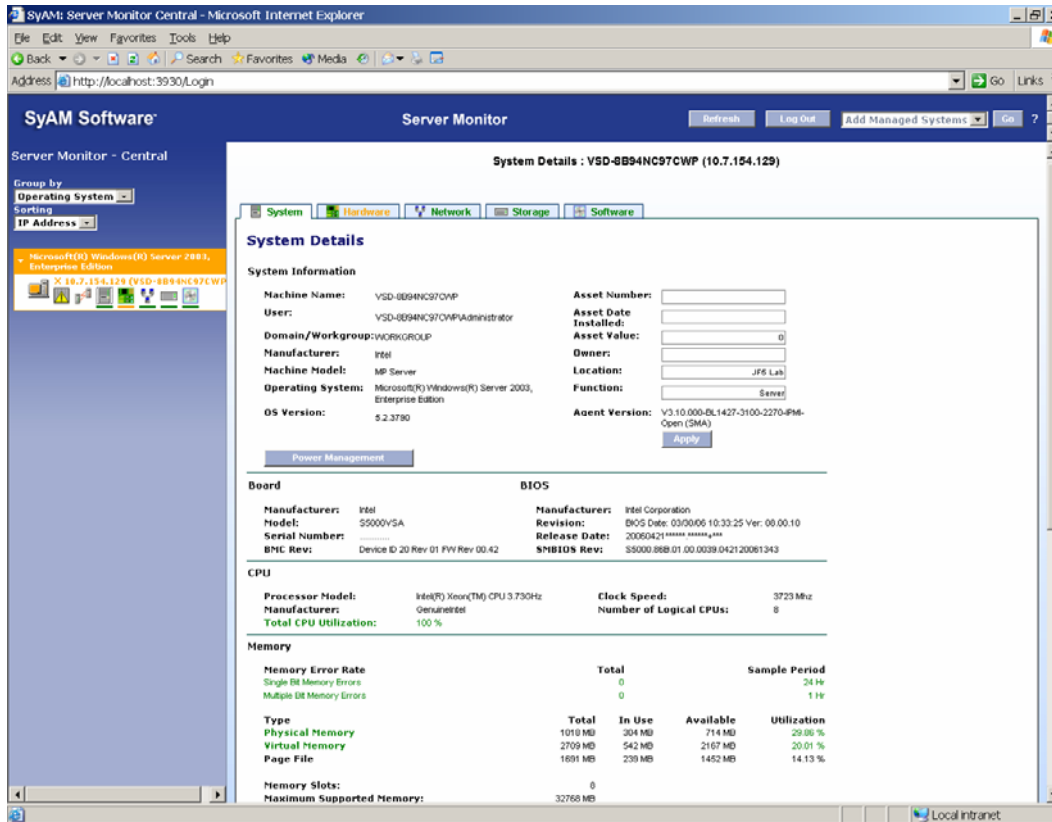 SyAM: Server Monitor Central - Microsoft Internet Explorer
File Edit View Favorites Tools Help
Back Search Favorites Media
Address http://localhost:3930/Login Go Links
SyAM Software Server Monitor Refresh Log Out Add Managed Systems Go ?
Server Monitor - Central
Group by
Operating System
Sorting
IP Address
Microsoft(R) Windows(R) Server 2003,
Enterprise Edition
X 10.7.154.129 (VSD-8B94NC97CWP
System Details : VSD-8B94NC97CWP (10.7.154.129)
System Hardware Network Storage Software
System Details
System Information
Machine Name: VSD-8B94NC97CWP Asset Number:
User: VSD-8B94NC97CWP\Administrator Asset Date
Installed:
Domain/Workgroup: WORKGROUP Asset Value: 0
Manufacturer: Intel Owner:
Machine Model: MP Server Location: JF6 Lab
Operating System: Microsoft(R) Windows(R) Server 2003, Function: Server
Enterprise Edition
OS Version: 5.2.3790 Agent Version: V3.10.000-BL1427-3100-2270-IPMI-
Open (SMA)
Apply
Power Management
Board BIOS
Manufacturer: Intel Manufacturer: Intel Corporation
Model: S5000VSA Revision: BIOS Date: 03/30/06 10:33:25 Ver: 08.00.10
Serial Number: ............ Release Date: 20060421******.******+***
BMC Rev: Device ID 20 Rev 01 FW Rev 00.42 SMBIOS Rev: S5000.86B.01.00.0039.042120061343
CPU
Processor Model: Intel(R) Xeon(TM) CPU 3.73GHz Clock Speed: 3723 Mhz
Manufacturer: GenuineIntel Number of Logical CPUs: 8
Total CPU Utilization: 100 %
Memory
Memory Error Rate Total Sample Period
Single Bit Memory Errors 0 24 Hr
Multiple Bit Memory Errors 0 1 Hr
Type Total In Use Available Utilization
Physical Memory 1018 MB 304 MB 714 MB 29.86 %
Virtual Memory 2709 MB 542 MB 2167 MB 20.01 %
Page File 1691 MB 239 MB 1452 MB 14.13 %
Memory Slots: 0
Maximum Supported Memory: 32768 MB
Local intranet